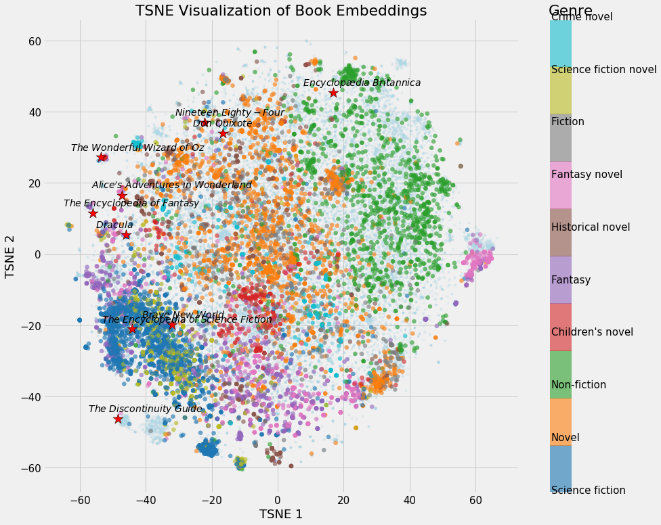 TSNE Visualization of Book Embeddings
Genre
Crime novel
Science fiction novel
Fiction
Fantasy novel
Historical novel
Fantasy
Children's novel
Non-fiction
Novel
Science fiction
Encyclopædia Britannica
Nineteen Eighty-Four
Don Quixote
The Wonderful Wizard of Oz
Alice's Adventures in Wonderland
The Encyclopedia of Fantasy
Dracula
Brave New World
The Encyclopedia of Science Fiction
The Discontinuity Guide
TSNE 2
60
40
20
0
−20
−40
−60
−60 −40 −20 0 20 40 60
TSNE 1